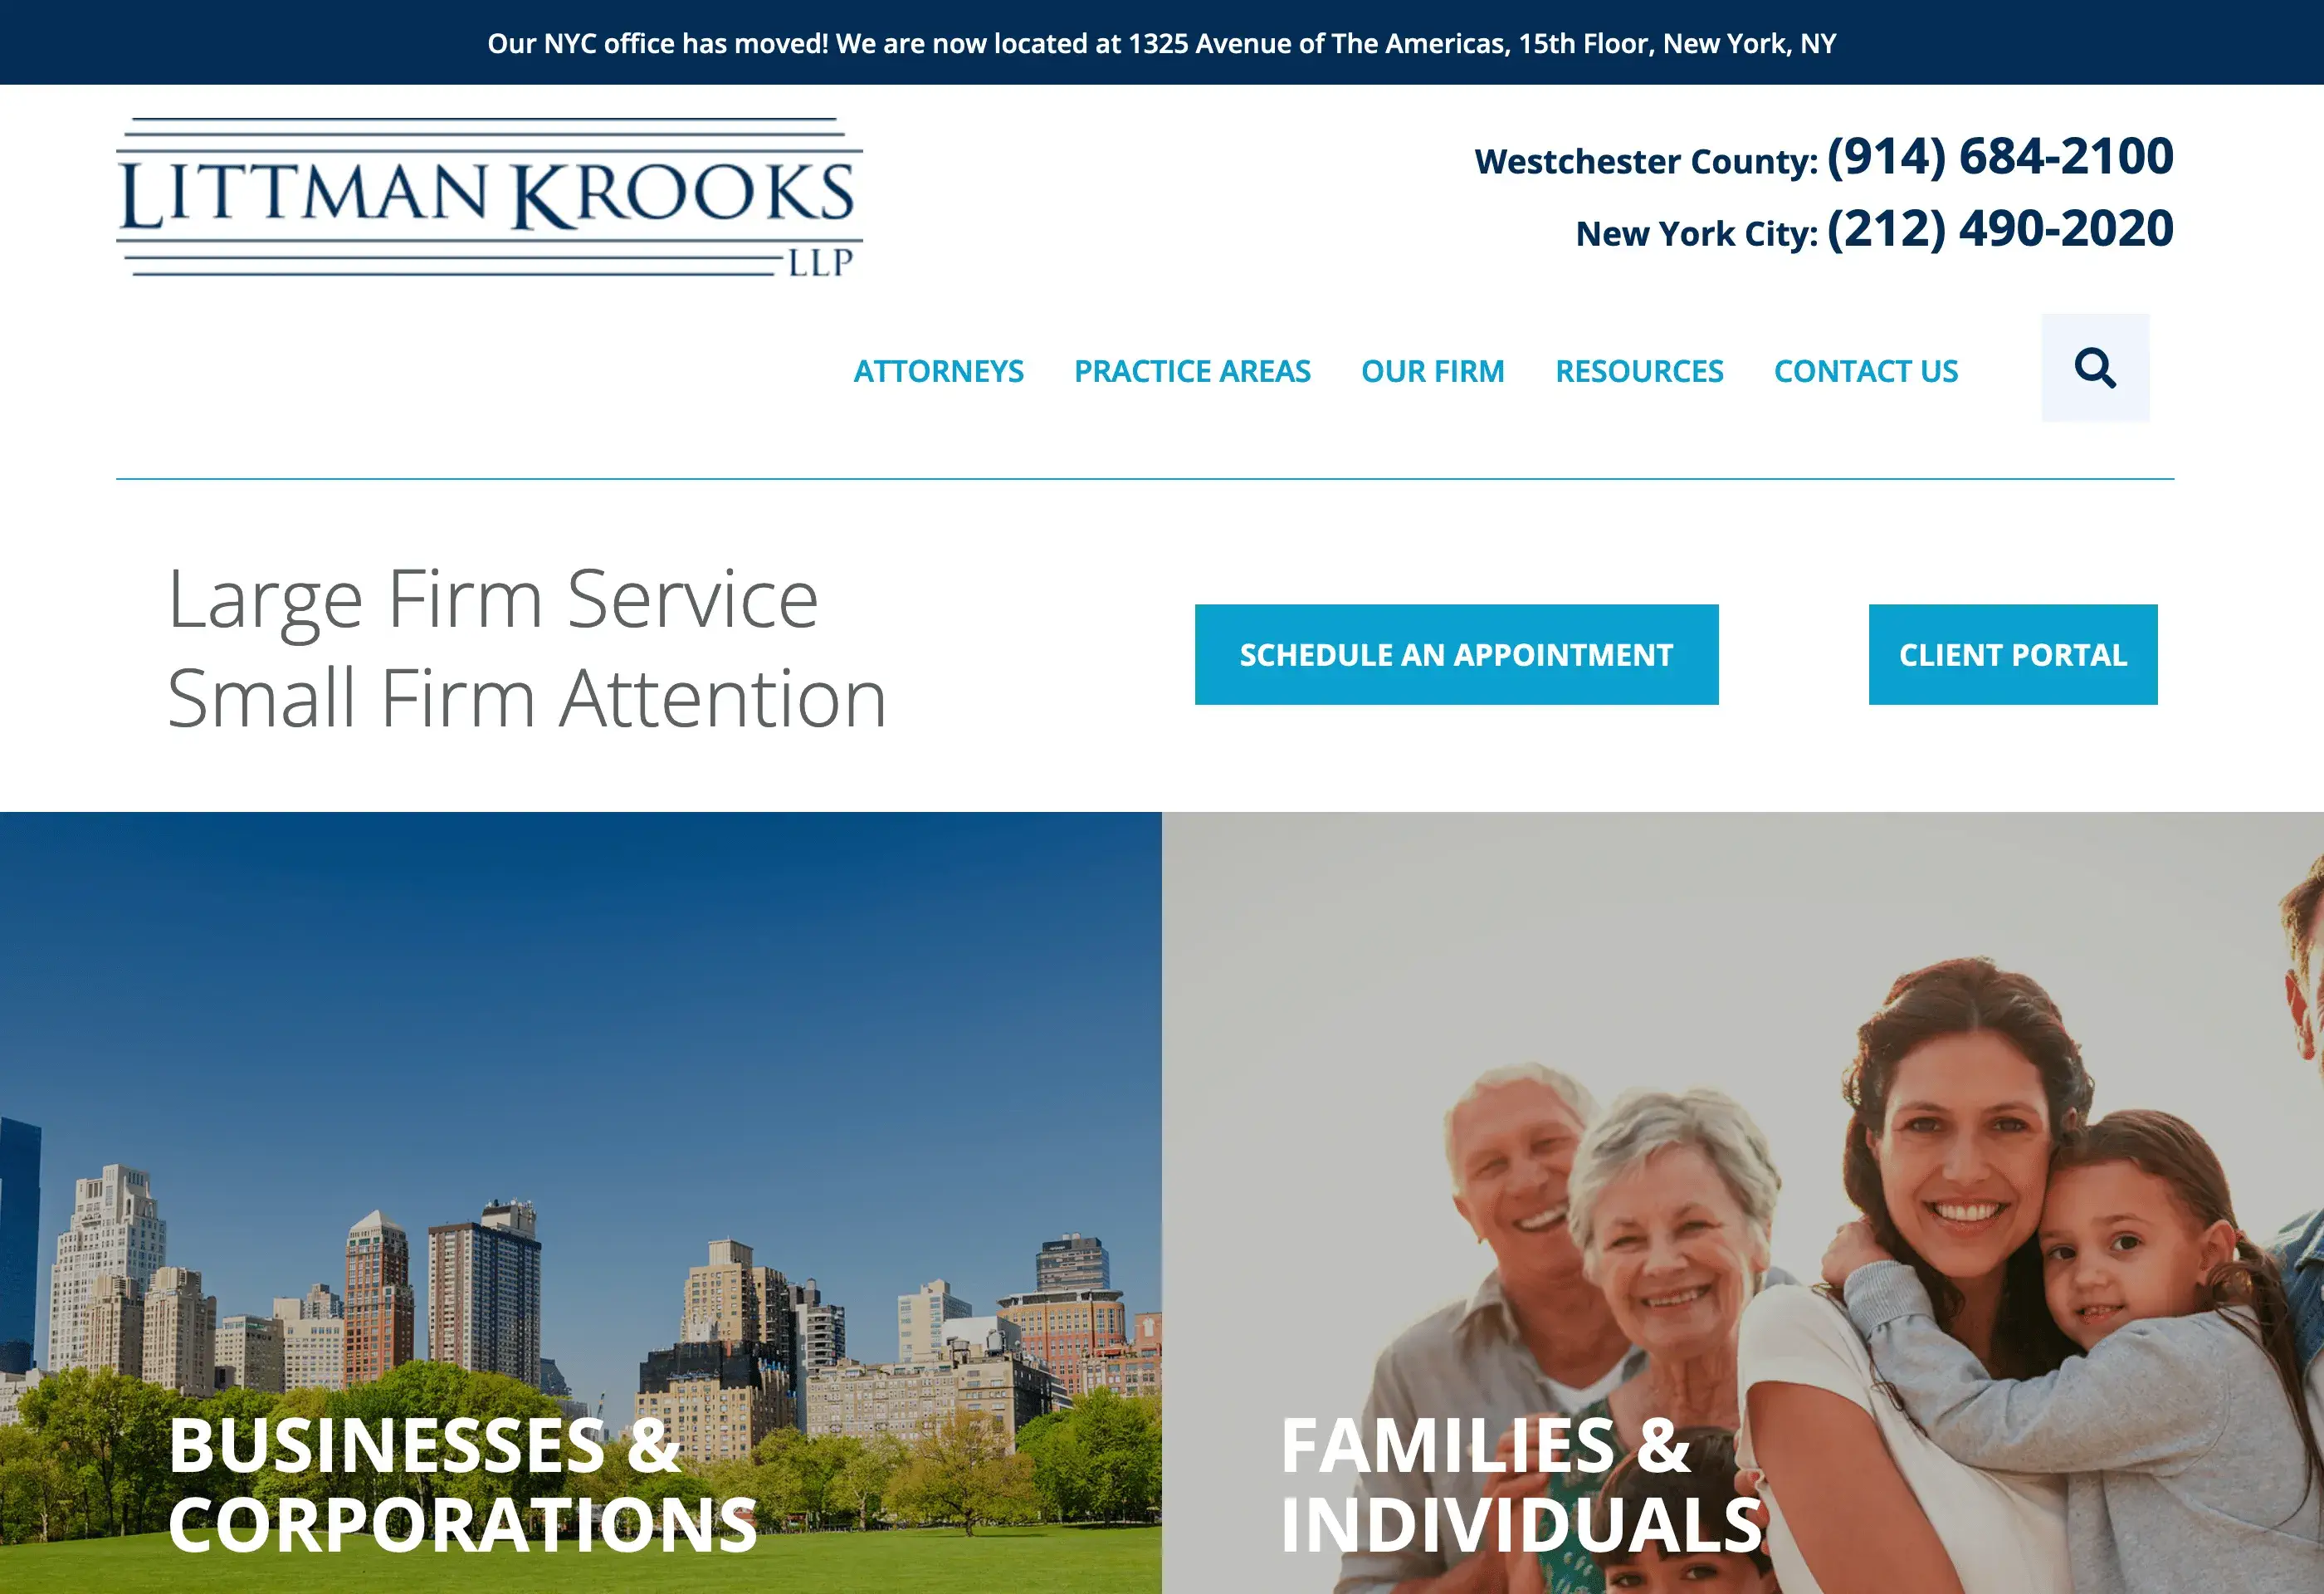 Our NYC office has moved! We are now located at 1325 Avenue of The Americas, 15th Floor, New York, NY
LITTMAN KROOKS
LLP
Westchester County: (914) 684-2100
New York City: (212) 490-2020
ATTORNEYS PRACTICE AREAS OUR FIRM RESOURCES CONTACT US
Large Firm Service
Small Firm Attention
SCHEDULE AN APPOINTMENT CLIENT PORTAL
BUSINESSES &
CORPORATIONS
FAMILIES &
INDIVIDUALS